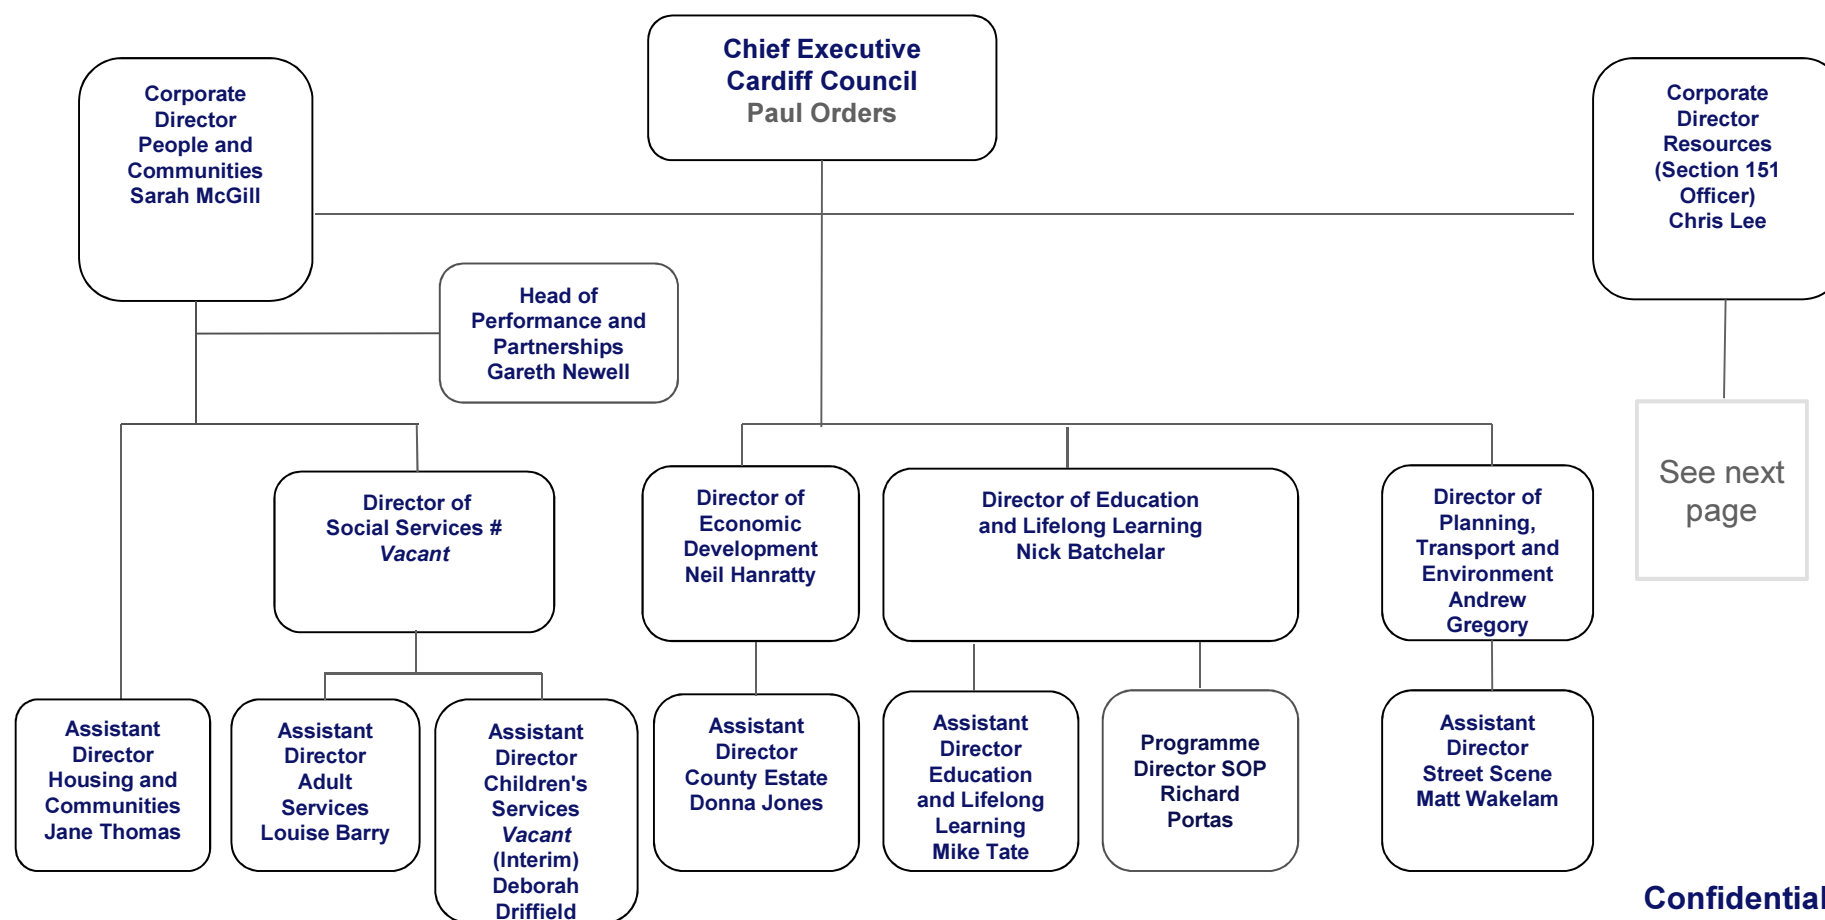 Chief Executive
Cardiff Council
Paul Orders
Corporate
Director
People and
Communities
Sarah McGill
Corporate
Director
Resources
(Section 151
Officer)
Chris Lee
Head of
Performance and
Partnerships
Gareth Newell
See next
page
Director of
Social Services #
Vacant
Director of
Economic
Development
Neil Hanratty
Director of Education
and Lifelong Learning
Nick Batchelar
Director of
Planning,
Transport and
Environment
Andrew
Gregory
Assistant
Director
Housing and
Communities
Jane Thomas
Assistant
Director
Adult
Services
Louise Barry
Assistant
Director
Children's
Services
Vacant
(Interim)
Deborah
Driffield
Assistant
Director
County Estate
Donna Jones
Assistant
Director
Education
and Lifelong
Learning
Mike Tate
Programme
Director SOP
Richard
Portas
Assistant
Director
Street Scene
Matt Wakelam
Confidential